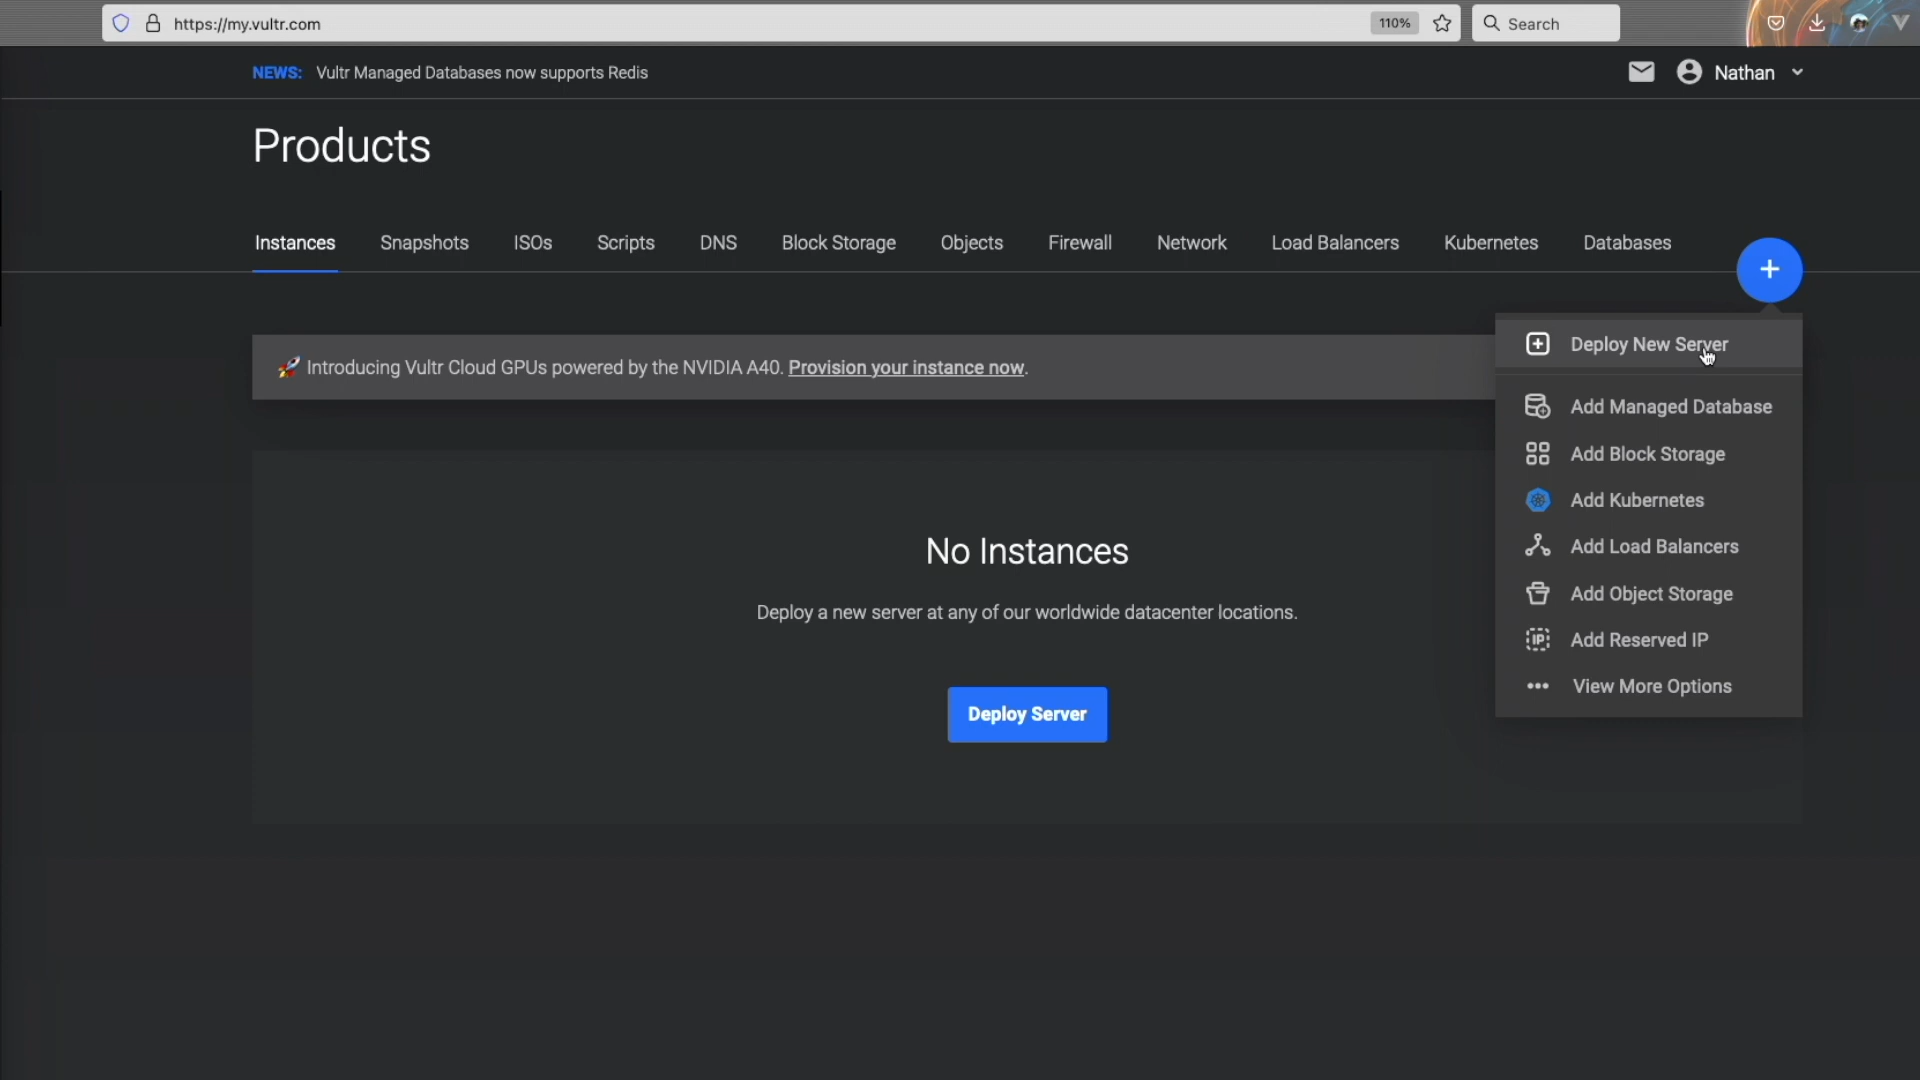 https://my.vultr.com
110%
Search
NEWS: Vultr Managed Databases now supports Redis
Nathan
Products
Instances Snapshots ISOs Scripts DNS Block Storage Objects Firewall Network Load Balancers Kubernetes Databases
+
🚀 Introducing Vultr Cloud GPUs powered by the NVIDIA A40. Provision your instance now.
Deploy New Server
Add Managed Database
Add Block Storage
Add Kubernetes
Add Load Balancers
Add Object Storage
IP Add Reserved IP
View More Options
No Instances
Deploy a new server at any of our worldwide datacenter locations.
Deploy Server